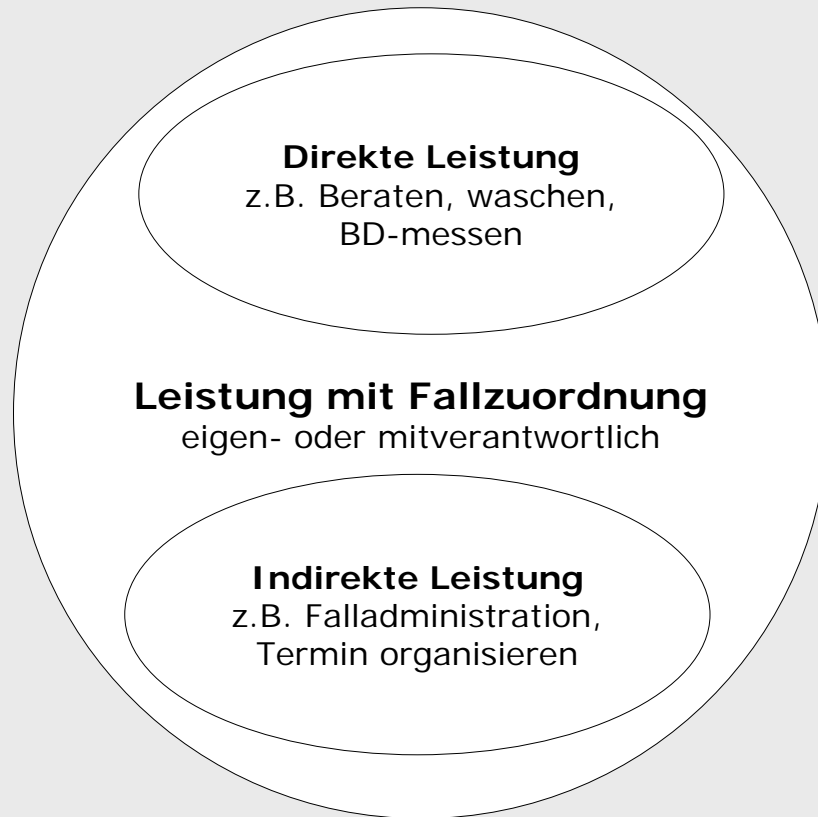 Direkte Leistung
z.B. Beraten, waschen,
BD-messen
Leistung mit Fallzuordnung
eigen- oder mitverantwortlich
Indirekte Leistung
z.B. Falladministration,
Termin organisieren